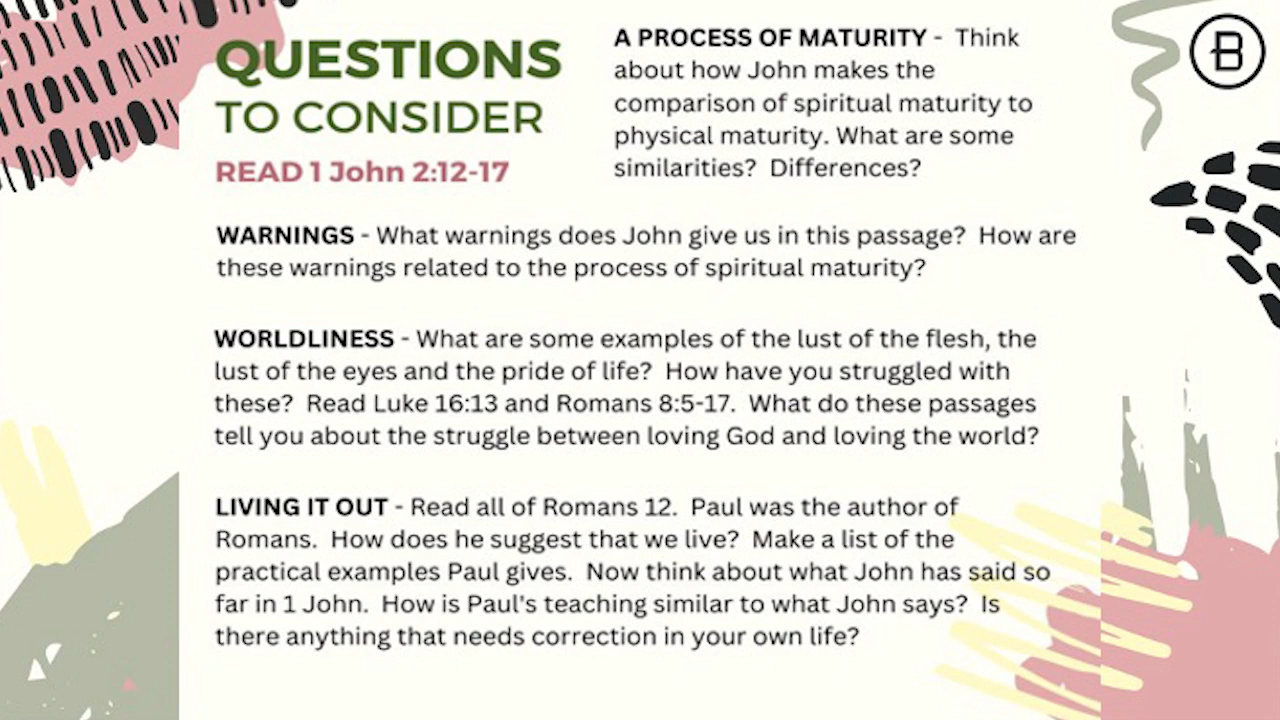 QUESTIONS
TO CONSIDER
READ 1 John 2:12-17
A PROCESS OF MATURITY - Think
about how John makes the
comparison of spiritual maturity to
physical maturity. What are some
similarities? Differences?
WARNINGS - What warnings does John give us in this passage? How are
these warnings related to the process of spiritual maturity?
WORLDLINESS - What are some examples of the lust of the flesh, the
lust of the eyes and the pride of life? How have you struggled with
these? Read Luke 16:13 and Romans 8:5-17. What do these passages
tell you about the struggle between loving God and loving the world?
LIVING IT OUT - Read all of Romans 12. Paul was the author of
Romans. How does he suggest that we live? Make a list of the
practical examples Paul gives. Now think about what John has said so
far in 1 John. How is Paul's teaching similar to what John says? Is
there anything that needs correction in your own life?
B